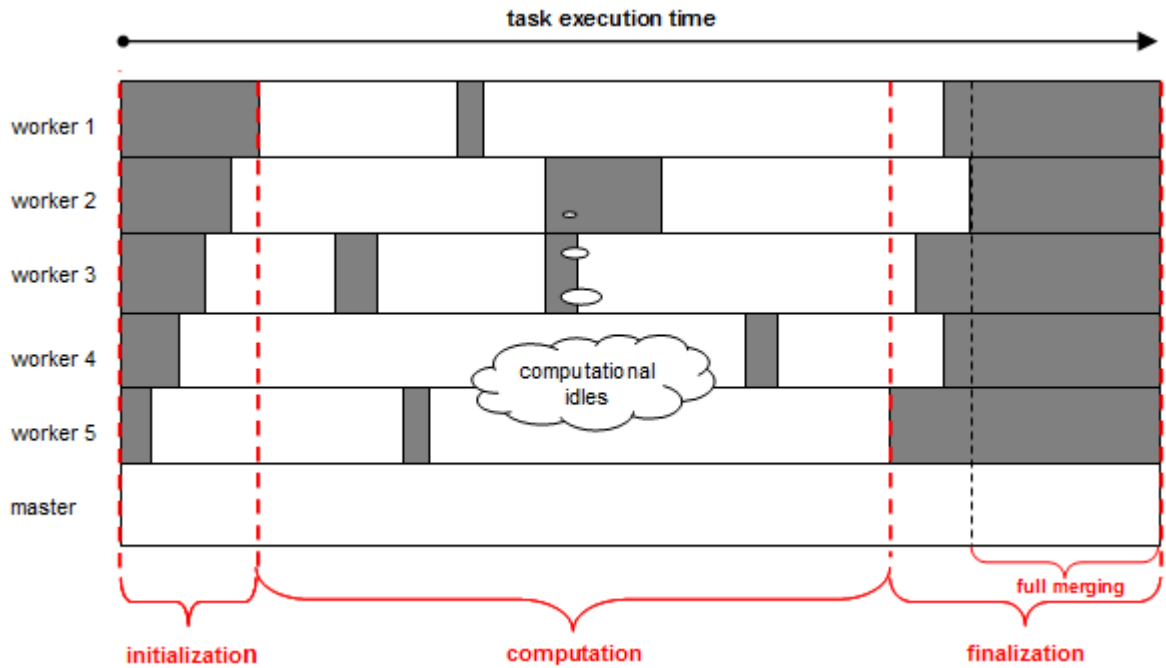 task execution time
worker 1
worker 2
worker 3
worker 4
computational
idles
worker 5
master
full merging
initialization
computation
finalization